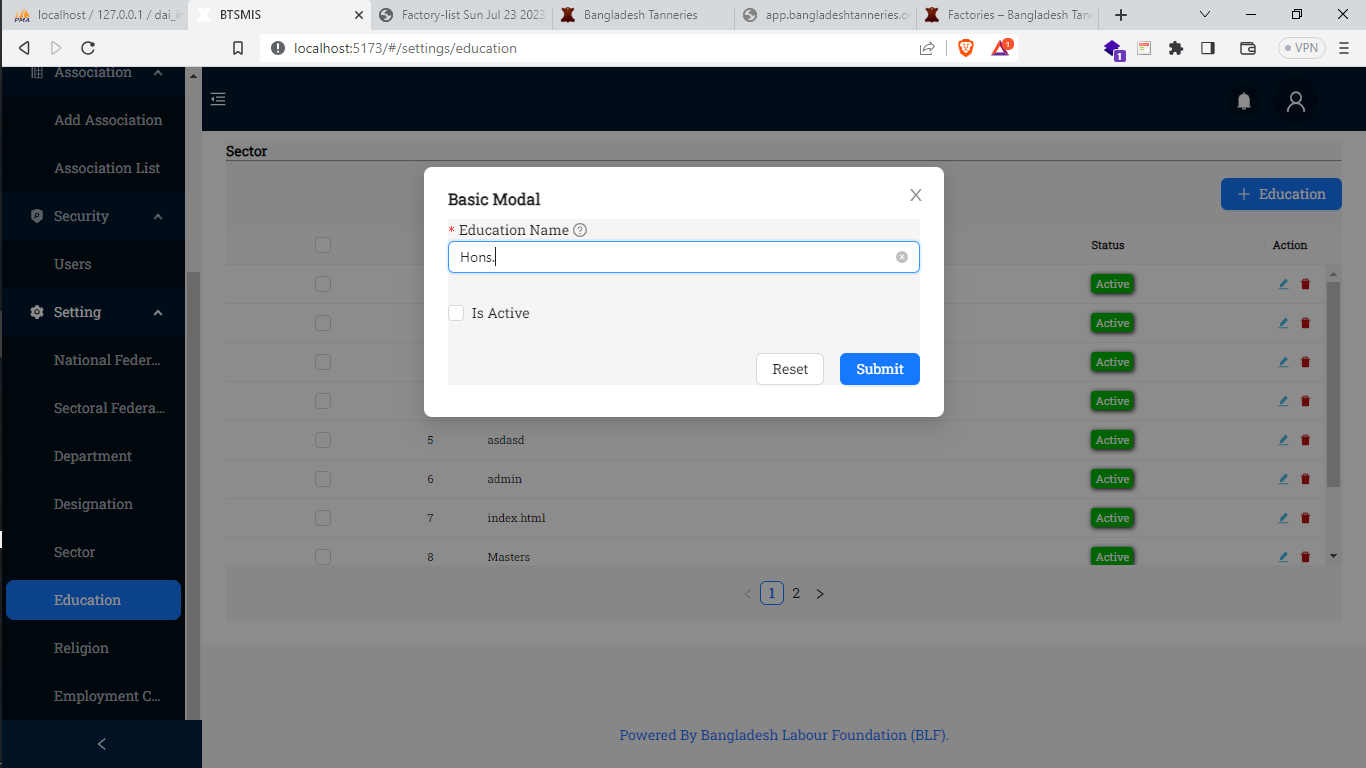 localhost / 127.0.0.1 / dai_in
BTSMIS
Factory-list Sun Jul 23 2023
Bangladesh Tanneries
app.bangladeshtanneries.o
Factories – Bangladesh Tann
localhost:5173/#/settings/education
1
1
VPN
Association
Add Association
Association List
Security
Users
Setting
National Feder...
Sectoral Federa...
Department
Designation
Sector
Education
Religion
Employment C...
Sector
+ Education
Status Action
Basic Modal
* Education Name
Hons.
Is Active
Reset Submit
Active
Active
Active
Active
5 asdasd Active
6 admin Active
7 index.html Active
8 Masters Active
< 1 2 >
Powered By Bangladesh Labour Foundation (BLF).